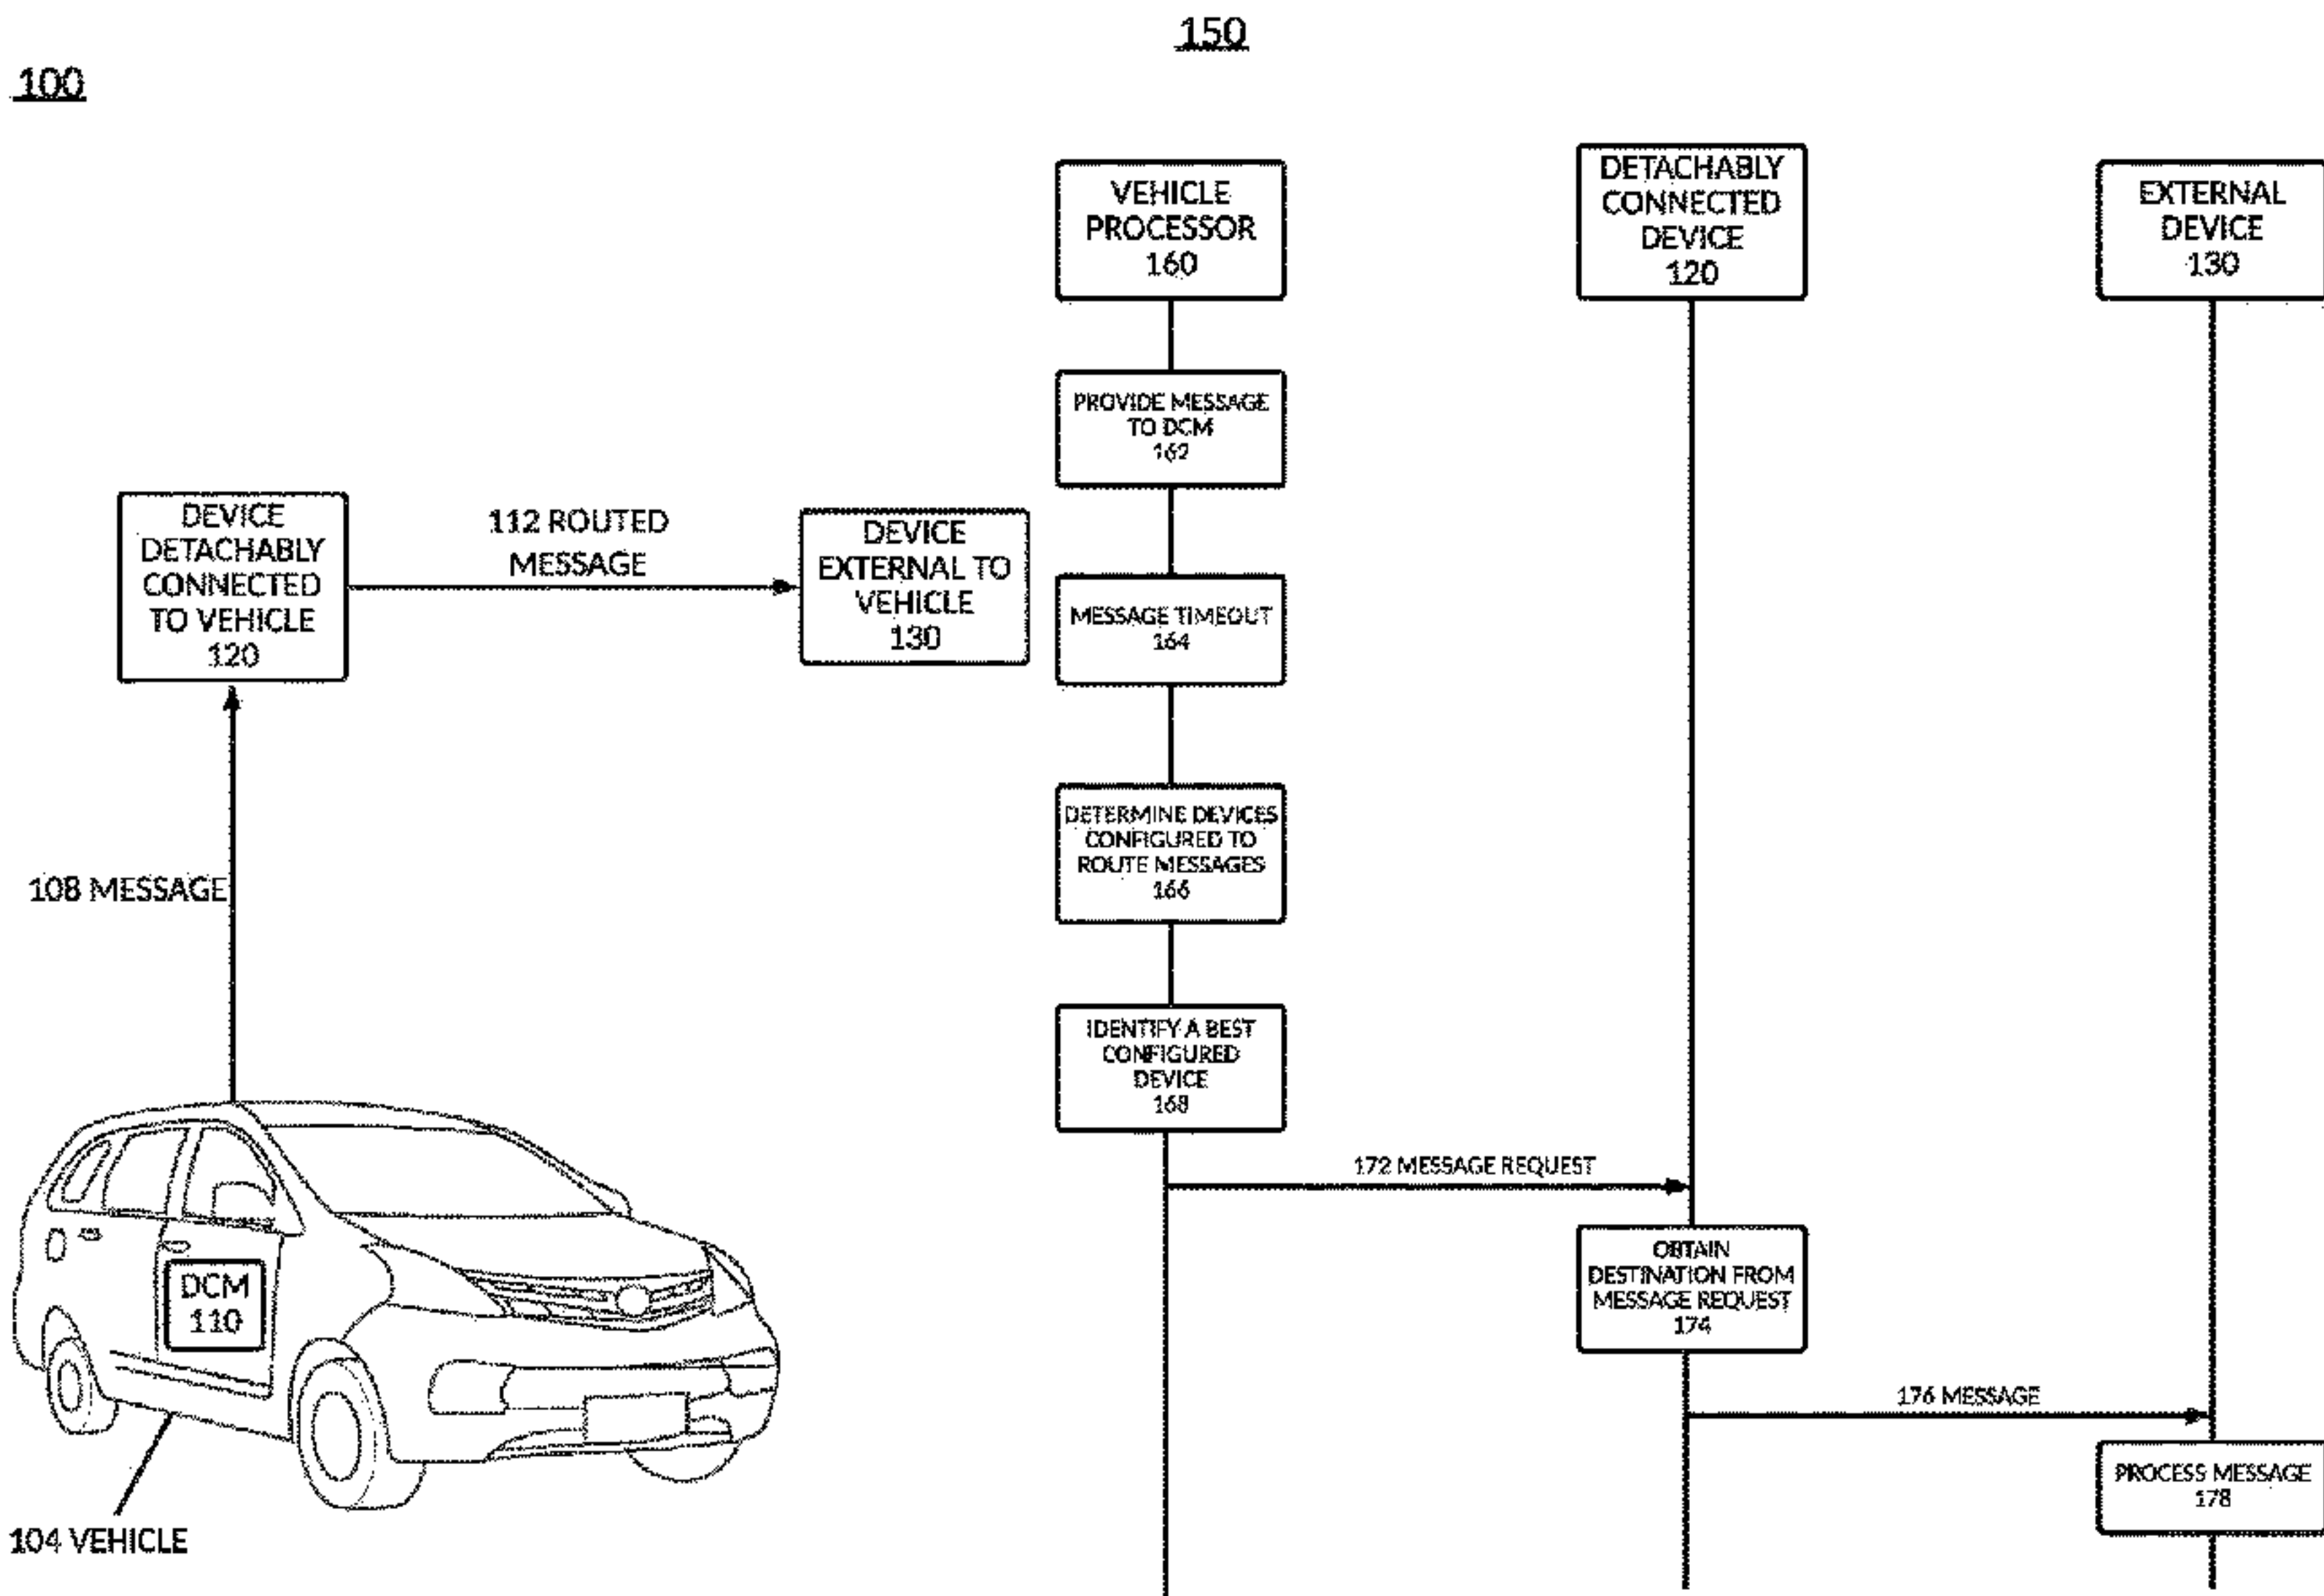 150
100
DEVICE
DETACHABLY
CONNECTED
TO VEHICLE
120
112 ROUTED
MESSAGE
DEVICE
EXTERNAL TO
VEHICLE
130
108 MESSAGE
DCM
110
104 VEHICLE
VEHICLE
PROCESSOR
160
DETACHABLY
CONNECTED
DEVICE
120
EXTERNAL
DEVICE
130
PROVIDE MESSAGE
TO DCM
162
MESSAGE TIMEOUT
164
DETERMINE DEVICES
CONFIGURED TO
ROUTE MESSAGES
166
IDENTIFY A BEST
CONFIGURED
DEVICE
168
172 MESSAGE REQUEST
OBTAIN
DESTINATION FROM
MESSAGE REQUEST
174
176 MESSAGE
PROCESS MESSAGE
178